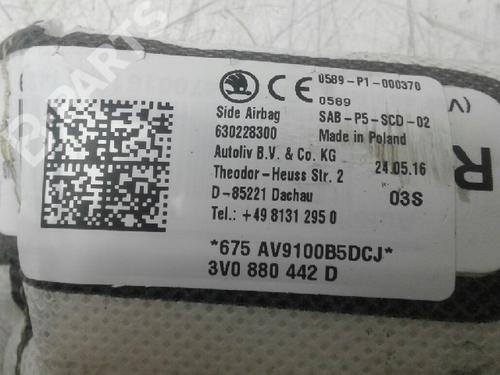 0589-P1-000370
0589
Side Airbag SAB-P5-SCD-02
630228300 Made in Poland
Autoliv B.V. & Co. KG
Theodor-Heuss Str. 2 24.05.16
D-85221 Dachau 03S
Tel.: +49 8131 295 0
*675 AV9100B5DCJ*
3V0 880 442 D
(V)
R
B-PARTS